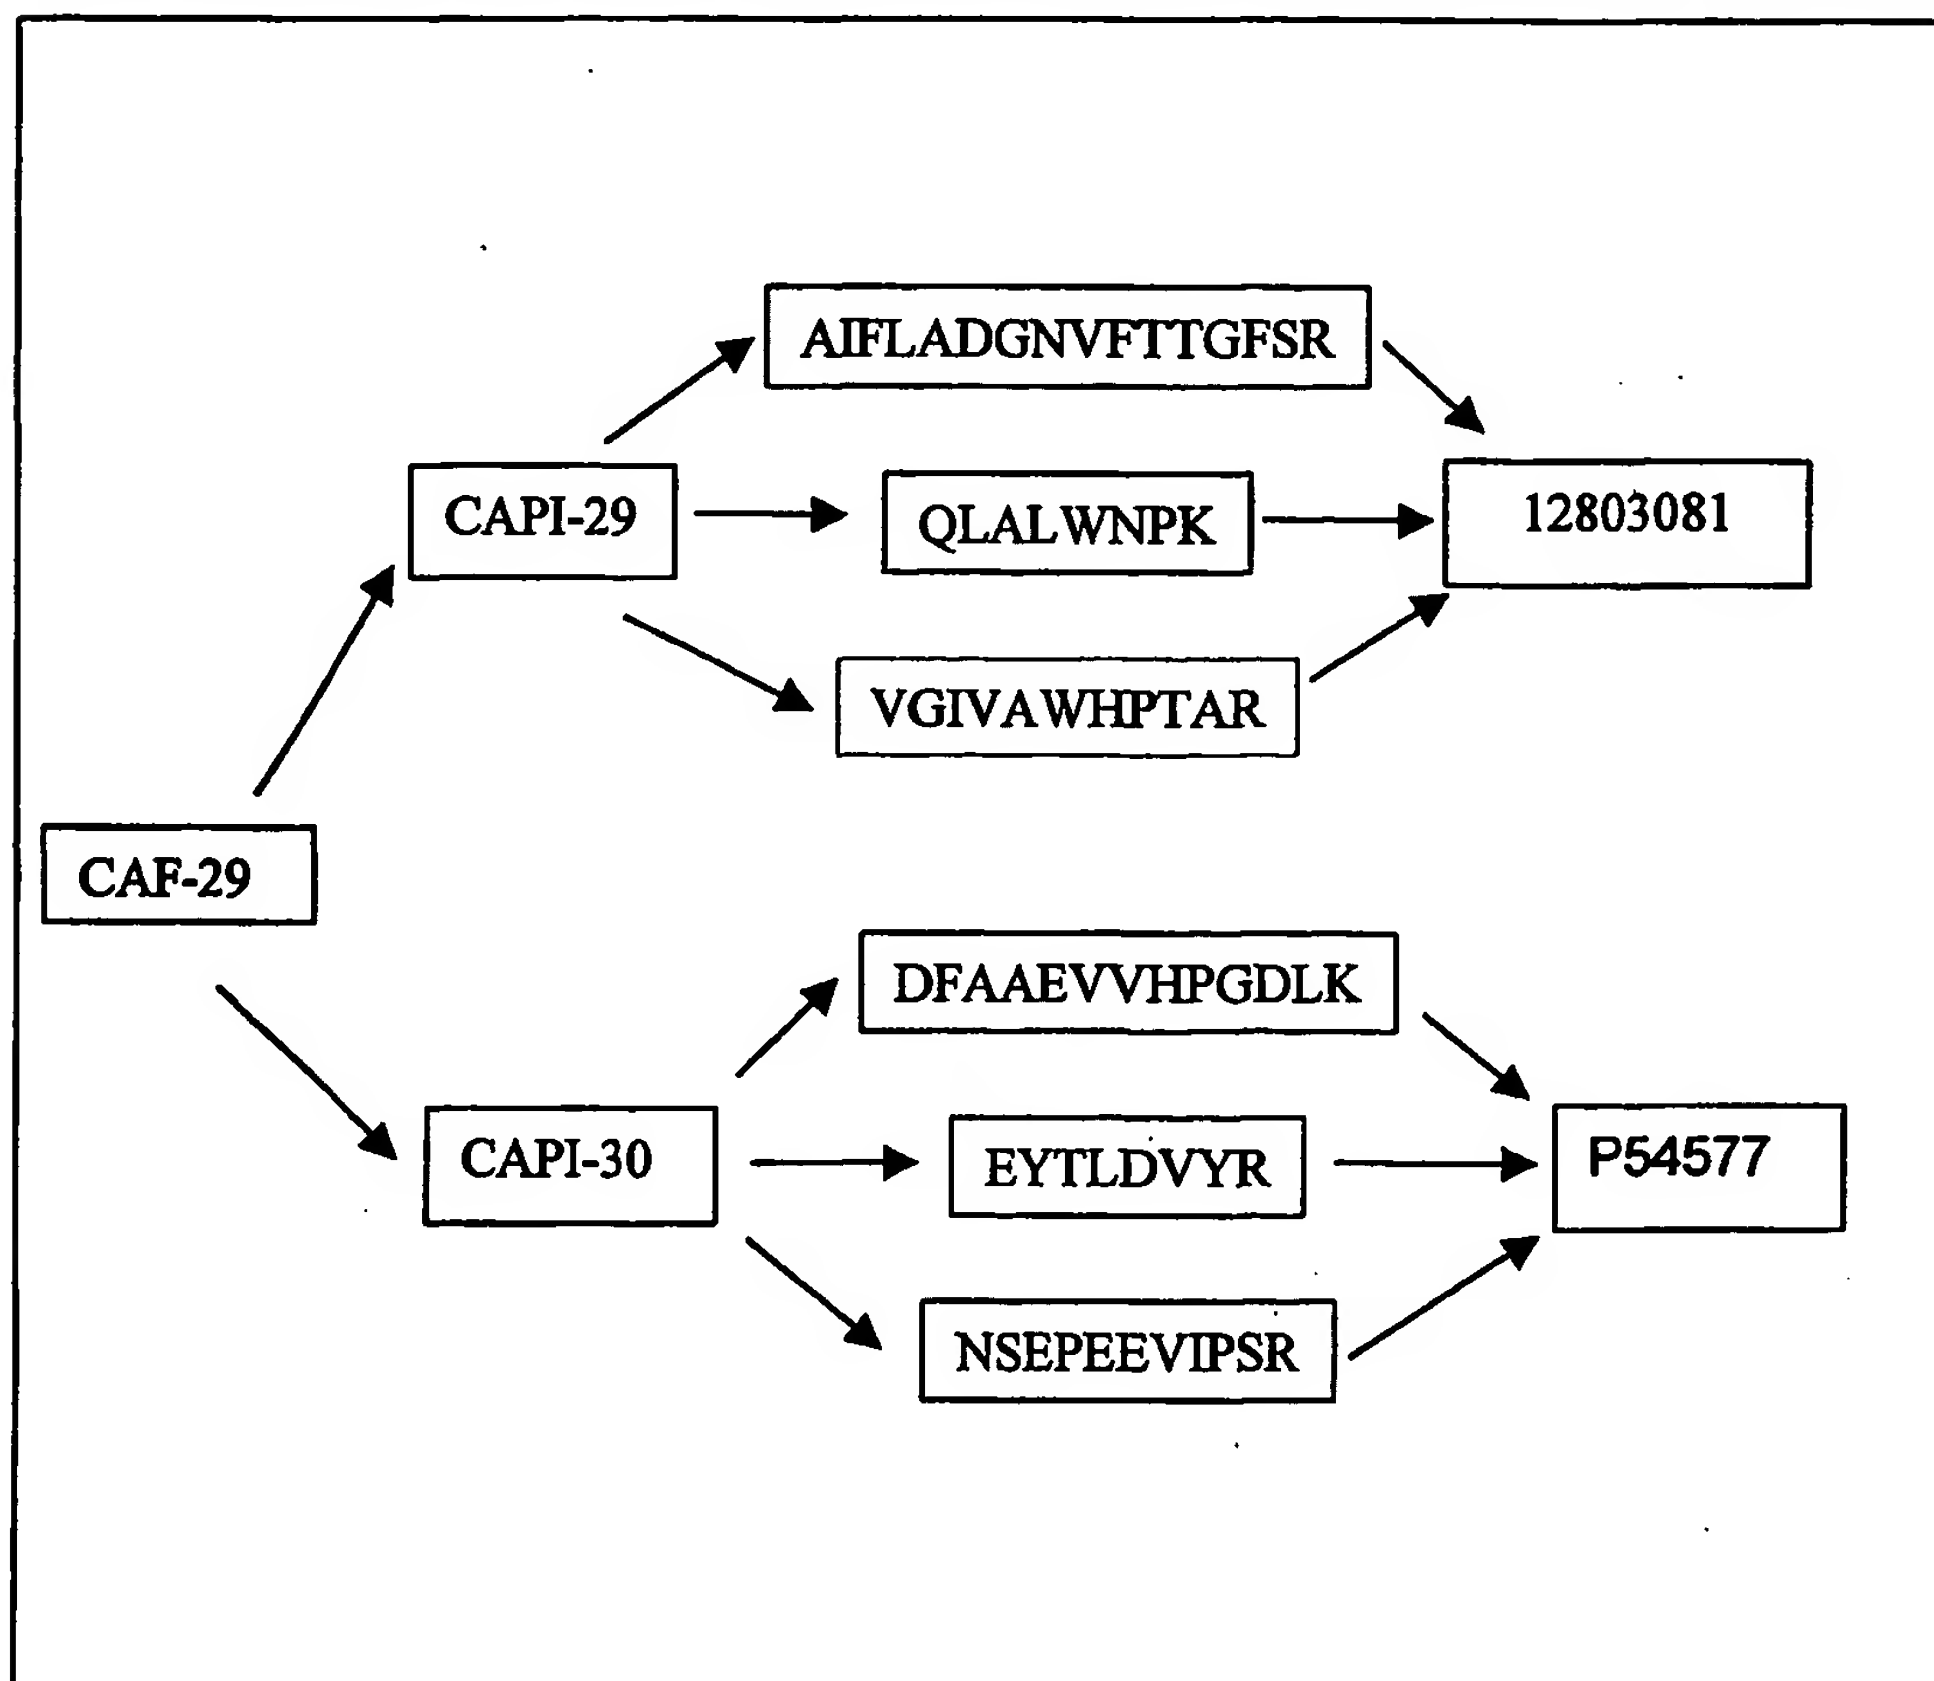 AIFLADGNVFTTGFSR
CAPI-29
QLALWNPK
12803081
VGIVAWHPTAR
CAF-29
DFAAEVVHPGDLK
CAPI-30
EYTLDVYR
P54577
NSEPEEVIPSR